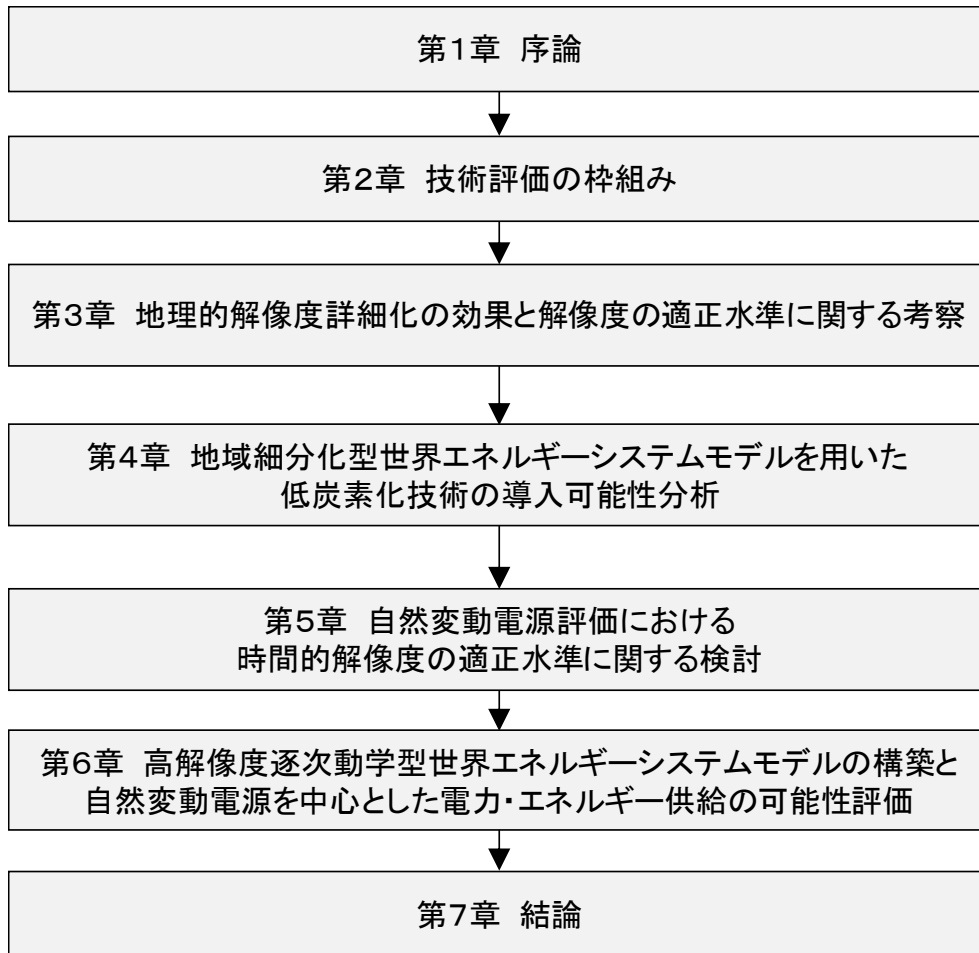 第1章 序論
第2章 技術評価の枠組み
第3章 地理的解像度詳細化の効果と解像度の適正水準に関する考察
第4章 地域細分化型世界エネルギーシステムモデルを用いた
低炭素化技術の導入可能性分析
第5章 自然変動電源評価における
時間的解像度の適正水準に関する検討
第6章 高解像度逐次動学型世界エネルギーシステムモデルの構築と
自然変動電源を中心とした電力・エネルギー供給の可能性評価
第7章 結論